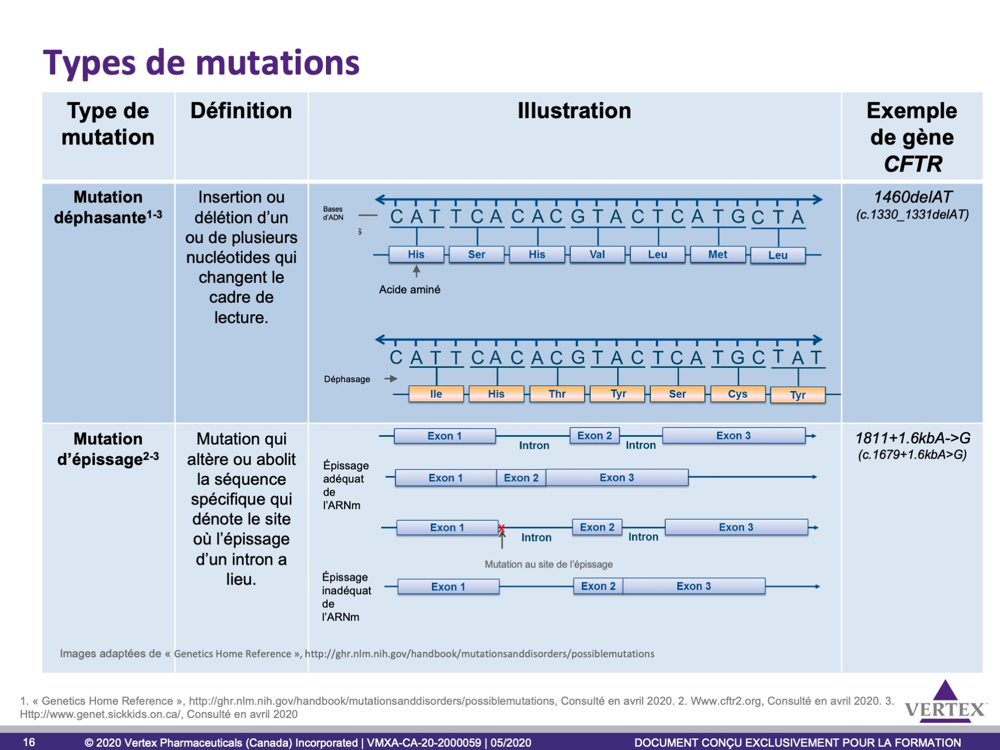 Types de mutations
Type de
mutation
Définition
Illustration
Exemple
de gène
CFTR
Mutation
déphasante1-3
Insertion ou
délétion d’un
ou de plusieurs
nucléotides qui
changent le
cadre de
lecture.
Bases
d’ADN
s
C A T T C A C A C G T A C T C A T G C T A
His Ser His Val Leu Met Leu
Acide aminé
C A T T C A C A C G T A C T C A T G C T A T
Déphasage
Ile His Thr Tyr Ser Cys Tyr
1460delAT
(c.1330_1331delAT)
Mutation
d’épissage2-3
Mutation qui
altère ou abolit
la séquence
spécifique qui
dénote le site
où l’épissage
d’un intron a
lieu.
Exon 1 Intron Exon 2 Intron Exon 3
Épissage
adéquat
de
l’ARNm
Exon 1 Exon 2 Exon 3
Exon 1 x Intron Exon 2 Intron Exon 3
Mutation au site de l’épissage
Épissage
inadéquat
de
l’ARNm
Exon 1 Exon 2 Exon 3
1811+1.6kbA->G
(c.1679+1.6kbA>G)
Images adaptées de « Genetics Home Reference », http://ghr.nlm.nih.gov/handbook/mutationsanddisorders/possiblemutations
1. « Genetics Home Reference », http://ghr.nlm.nih.gov/handbook/mutationsanddisorders/possiblemutations, Consulté en avril 2020. 2. Www.cftr2.org, Consulté en avril 2020. 3.
Http://www.genet.sickkids.on.ca/, Consulté en avril 2020
VERTEX
16 © 2020 Vertex Pharmaceuticals (Canada) Incorporated | VMXA-CA-20-2000059 | 05/2020 DOCUMENT CONÇU EXCLUSIVEMENT POUR LA FORMATION